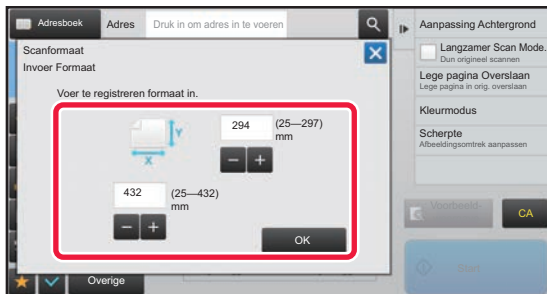 Adresboek
Adres
Druk in om adres in te voeren
Scanformaat
Invoer Formaat
Voer te registreren formaat in.
Y
X
294
(25—297)
mm
432
(25—432)
mm
OK
Overige
Aanpassing Achtergrond
Langzamer Scan Mode.
Dun origineel scannen
Lege pagina Overslaan
Lege pagina in orig. overslaan
Kleurmodus
Scherpte
Afbeeldingsomtrek aanpassen
CA
Start